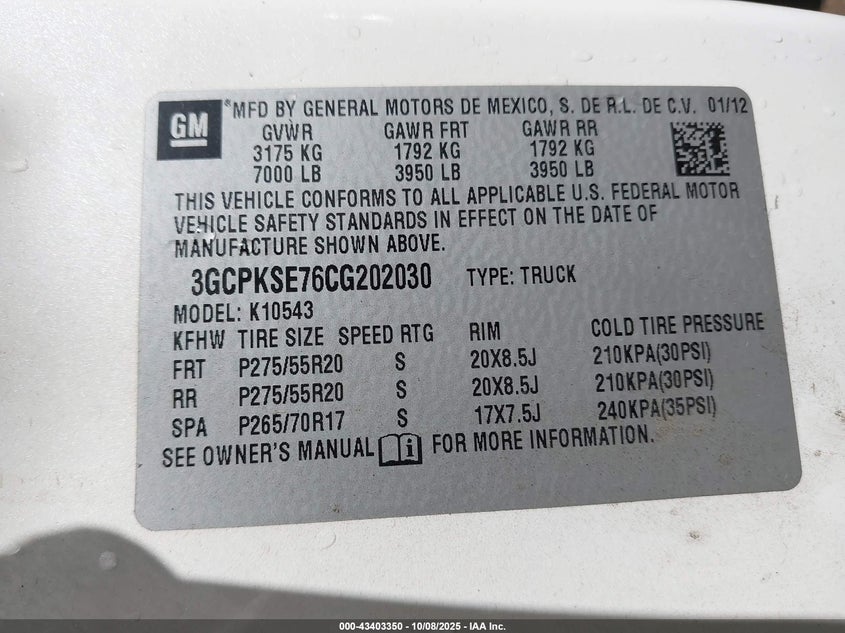 GM
*MFD BY GENERAL MOTORS DE MEXICO, S. DE R.L. DE C.V. 01/12
GVWR GAWR FRT GAWR RR
3175 KG 1792 KG 1792 KG
7000 LB 3950 LB 3950 LB
THIS VEHICLE CONFORMS TO ALL APPLICABLE U.S. FEDERAL MOTOR
VEHICLE SAFETY STANDARDS IN EFFECT ON THE DATE OF
MANUFACTURE SHOWN ABOVE.
3GCPKSE76CG202030 TYPE: TRUCK
MODEL: K10543
KFHW TIRE SIZE SPEED RTG RIM COLD TIRE PRESSURE
FRT P275/55R20 S 20X8.5J 210KPA(30PSI)
RR P275/55R20 S 20X8.5J 210KPA(30PSI)
SPA P265/70R17 S 17X7.5J 240KPA(35PSI)
SEE OWNER'S MANUAL i FOR MORE INFORMATION.
000-43403350 - 10/08/2025 - IAA Inc.